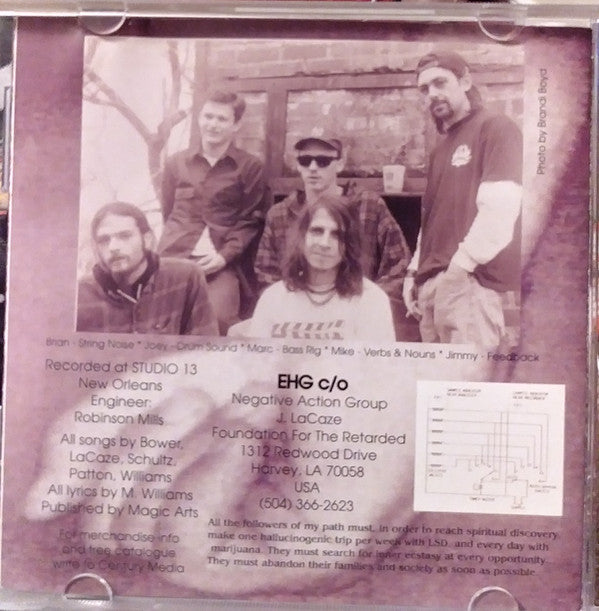 Photo by Brandi Boyd
Brian - String Noise * Joey - Drum Sound * Marc - Bass Rig * Mike - Verbs & Nouns * Jimmy - Feedback
Recorded at STUDIO 13
New Orleans
Engineer:
Robinson Mills
All songs by Bower,
LaCaze, Schultz,
Patton, Williams
All lyrics by M. Williams
Published by Magic Arts
For merchandise info
and free catalogue
write to Century Media
EHG c/o
Negative Action Group
J. LaCaze
Foundation For The Retarded
1312 Redwood Drive
Harvey, LA 70058
USA
(504) 366-2623
All the followers of my path must, in order to reach spiritual discovery
make one hallucinogenic trip per week with LSD, and every day with
marijuana. They must search for inner ecstasy at every opportunity.
They must abandon their families and society as soon as possible